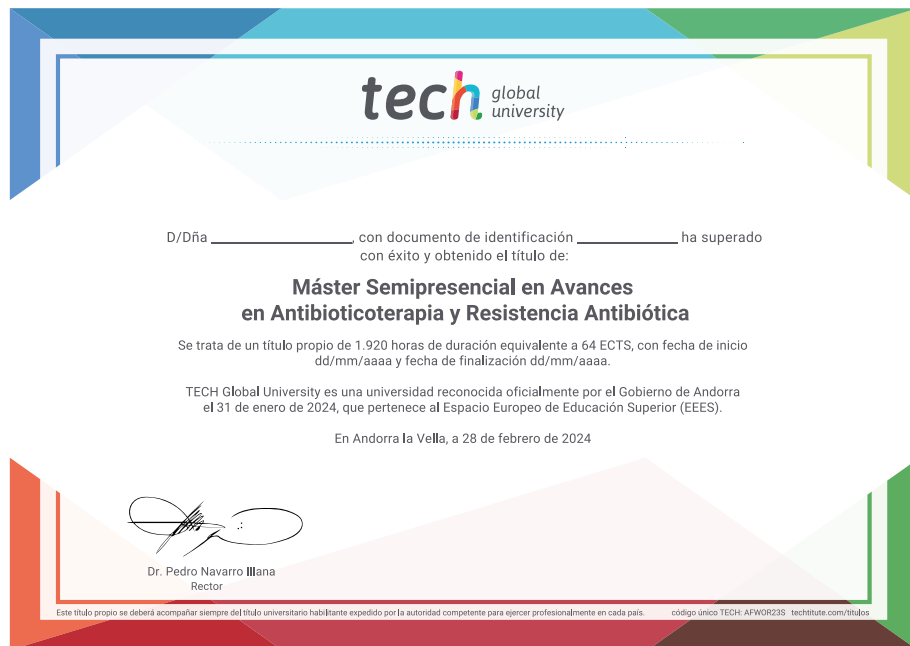 tech global university
D/Dña ____________________, con documento de identificación ______________ ha superado
con éxito y obtenido el título de:
Máster Semipresencial en Avances
en Antibioticoterapia y Resistencia Antibiótica
Se trata de un título propio de 1.920 horas de duración equivalente a 64 ECTS, con fecha de inicio
dd/mm/aaaa y fecha de finalización dd/mm/aaaa.
TECH Global University es una universidad reconocida oficialmente por el Gobierno de Andorra
el 31 de enero de 2024, que pertenece al Espacio Europeo de Educación Superior (EEES).
En Andorra la Vella, a 28 de febrero de 2024
Dr. Pedro Navarro Illana
Rector
Este título propio se deberá acompañar siempre del título universitario habilitante expedido por la autoridad competente para ejercer profesionalmente en cada país. código único TECH: AFWOR23S techtitute.com/titulos